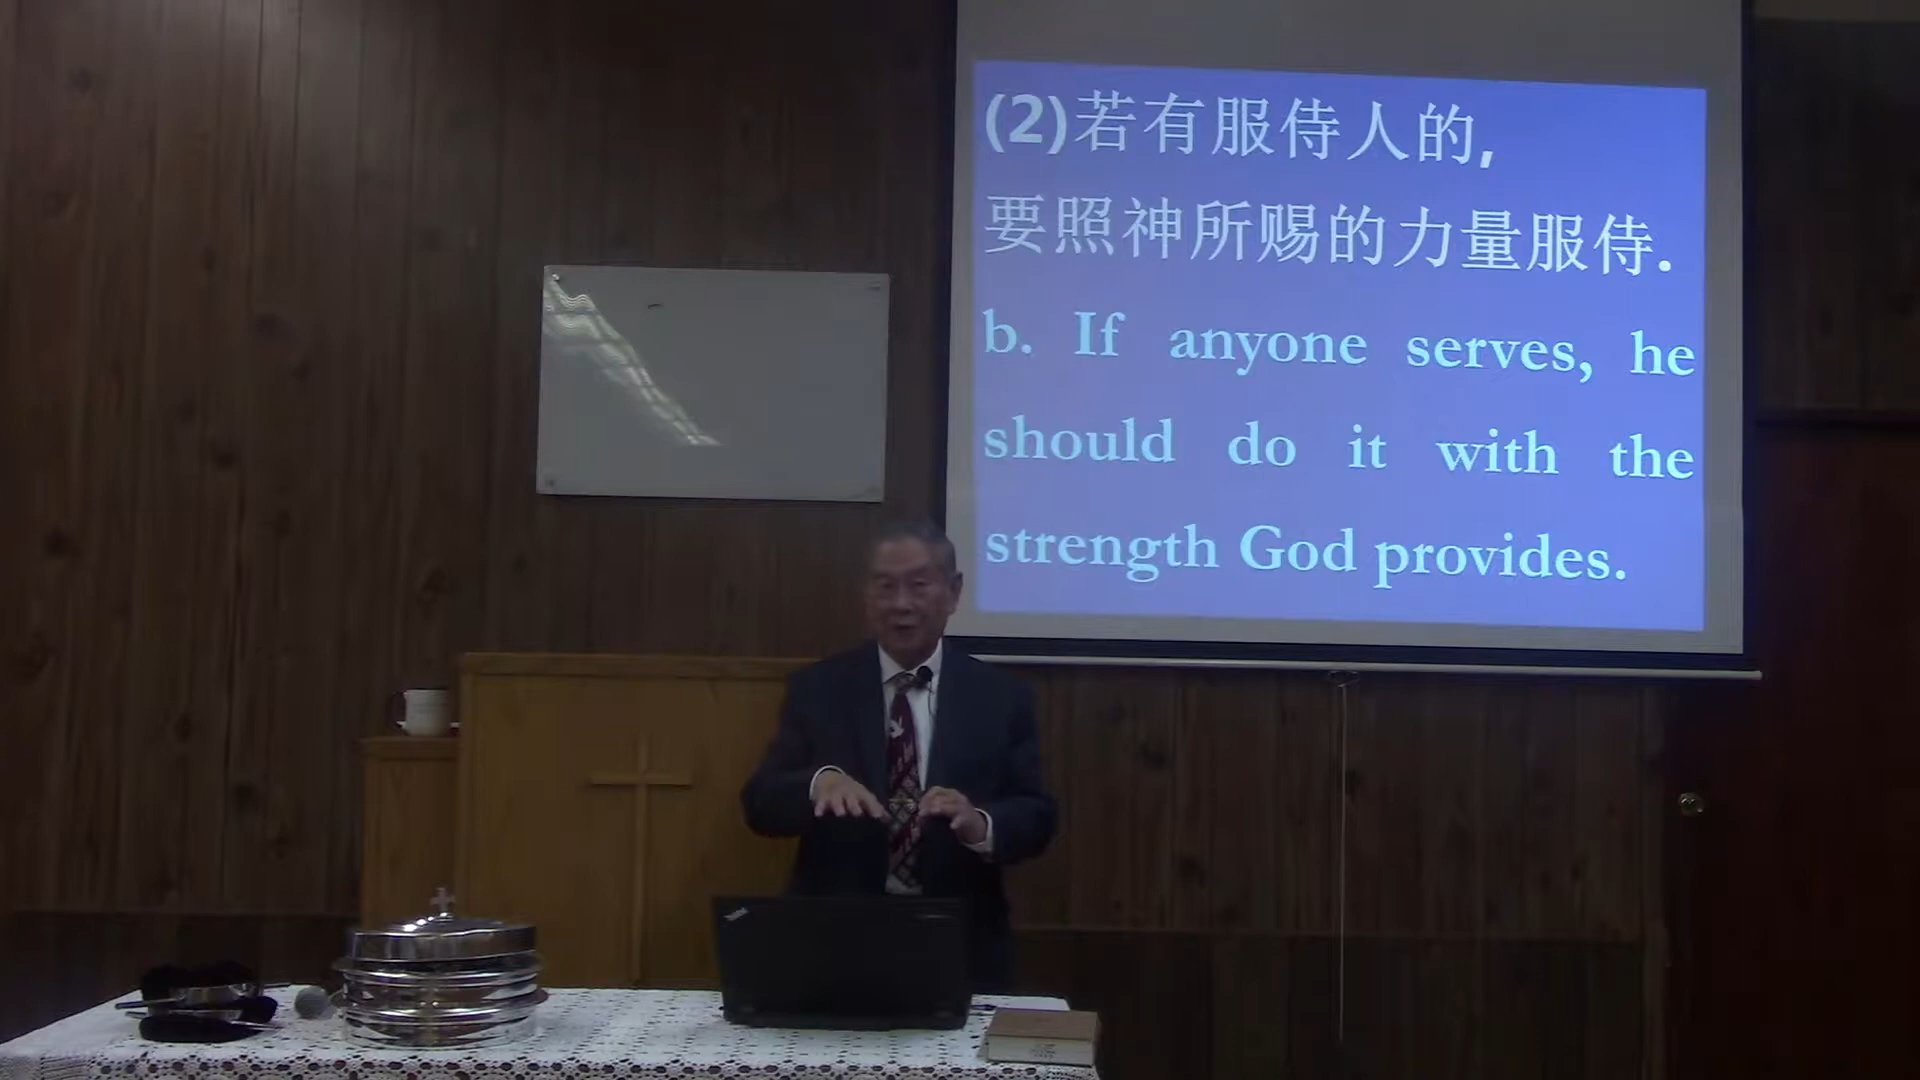 (2)若有服侍人的,
要照神所赐的力量服侍.
b. If anyone serves, he
should do it with the
strength God provides.